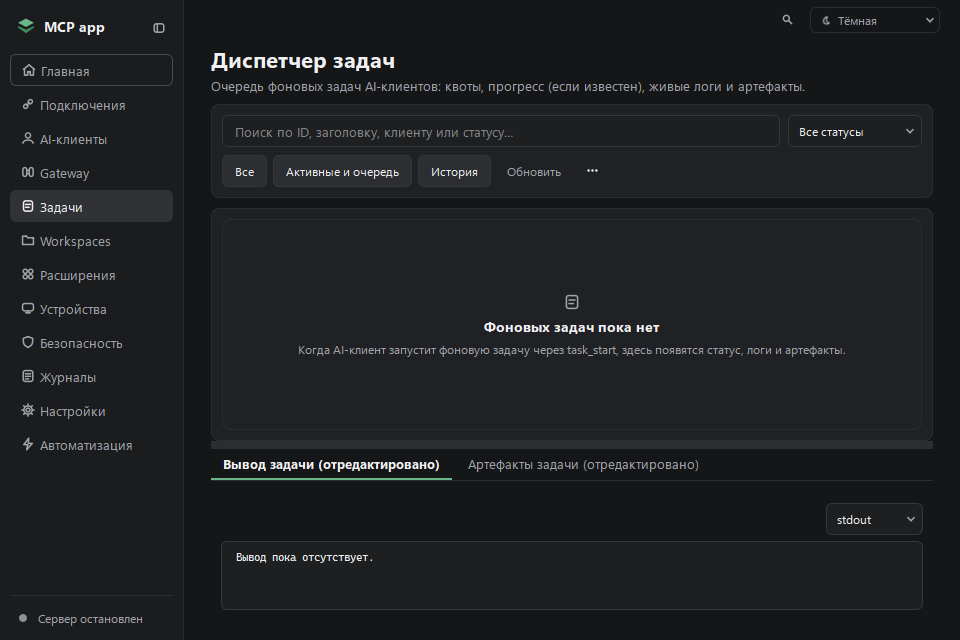 MCP app
Тёмная
Главная
Подключения
AI-клиенты
Gateway
Задачи
Workspaces
Расширения
Устройства
Безопасность
Журналы
Настройки
Автоматизация
Сервер остановлен
Диспетчер задач
Очередь фоновых задач AI-клиентов: квоты, прогресс (если известен), живые логи и артефакты.
Поиск по ID, заголовку, клиенту или статусу...
Все статусы
Все
Активные и очередь
История
Обновить
•••
Фоновых задач пока нет
Когда AI-клиент запустит фоновую задачу через task_start, здесь появятся статус, логи и артефакты.
Вывод задачи (отредактировано)
Артефакты задачи (отредактировано)
stdout
Вывод пока отсутствует.